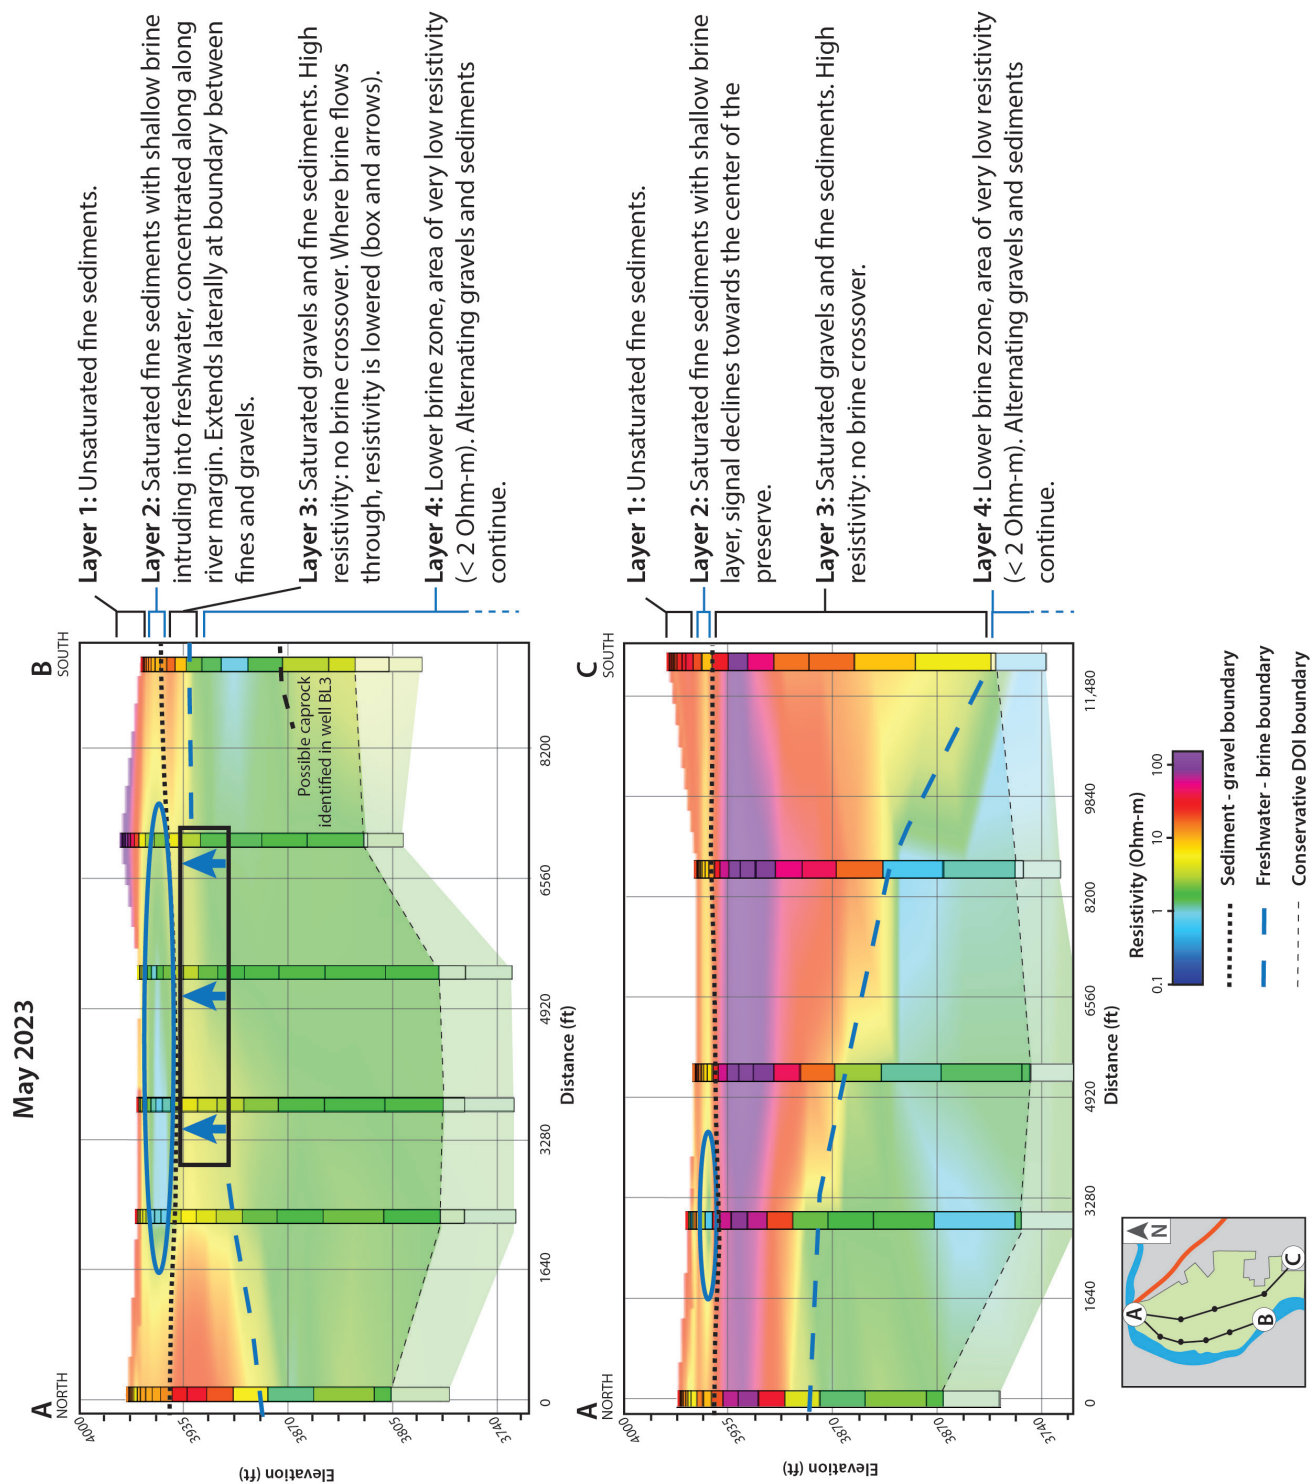 May 2023
A
NORTH
B
SOUTH
4000
3935
3870
3805
3740
Elevation (ft)
0
1640
3280
4920
6560
8200
Distance (ft)
Possible caprock
identified in well BL3
Layer 1: Unsaturated fine sediments.
Layer 2: Saturated fine sediments with shallow brine
intruding into freshwater, concentrated along along
river margin. Extends laterally at boundary between
fines and gravels.
Layer 3: Saturated gravels and fine sediments. High
resistivity: no brine crossover. Where brine flows
through, resistivity is lowered (box and arrows).
Layer 4: Lower brine zone, area of very low resistivity
(< 2 Ohm-m). Alternating gravels and sediments
continue.
A
NORTH
C
SOUTH
4000
3935
3870
3870
3740
Elevation (ft)
0
1640
3280
4920
6560
8200
9840
11,480
Distance (ft)
Layer 1: Unsaturated fine sediments.
Layer 2: Saturated fine sediments with shallow brine
layer, signal declines towards the center of the
preserve.
Layer 3: Saturated gravels and fine sediments. High
resistivity: no brine crossover.
Layer 4: Lower brine zone, area of very low resistivity
(< 2 Ohm-m). Alternating gravels and sediments
continue.
N
A
B
C
Resistivity (Ohm-m)
0.1
1
10
100
Sediment - gravel boundary
Freshwater - brine boundary
Conservative DOI boundary